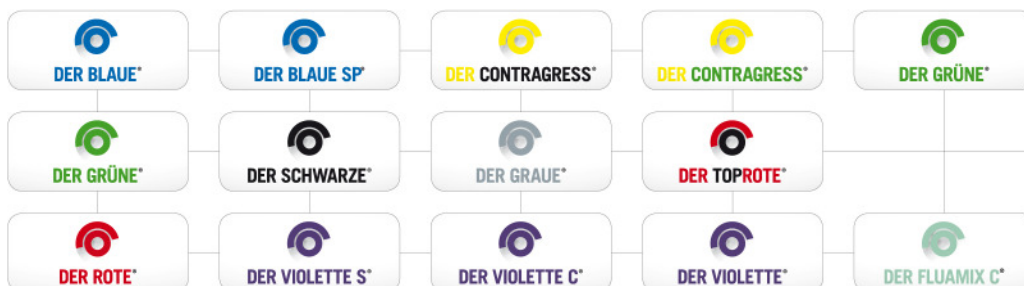 DER BLAUE®
DER BLAUE SP®
DER CONTRAGRESS®
DER CONTRAGRESS®
DER GRÜNE®
DER GRÜNE®
DER SCHWARZE®
DER GRAUE®
DER TOPROTE®
DER ROTE®
DER VIOLETTE S®
DER VIOLETTE C®
DER VIOLETTE®
DER FLUAMIX C®